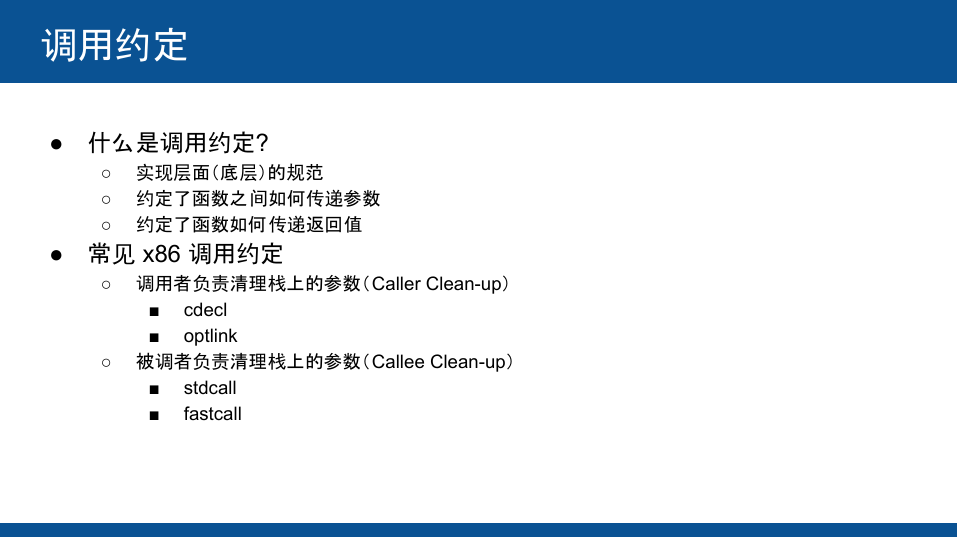 调用约定
● 什么是调用约定?
○ 实现层面（底层）的规范
○ 约定了函数之间如何传递参数
○ 约定了函数如何传递返回值
● 常见 x86 调用约定
○ 调用者负责清理栈上的参数（Caller Clean-up）
■ cdecl
■ optlink
○ 被调者负责清理栈上的参数（Callee Clean-up）
■ stdcall
■ fastcall